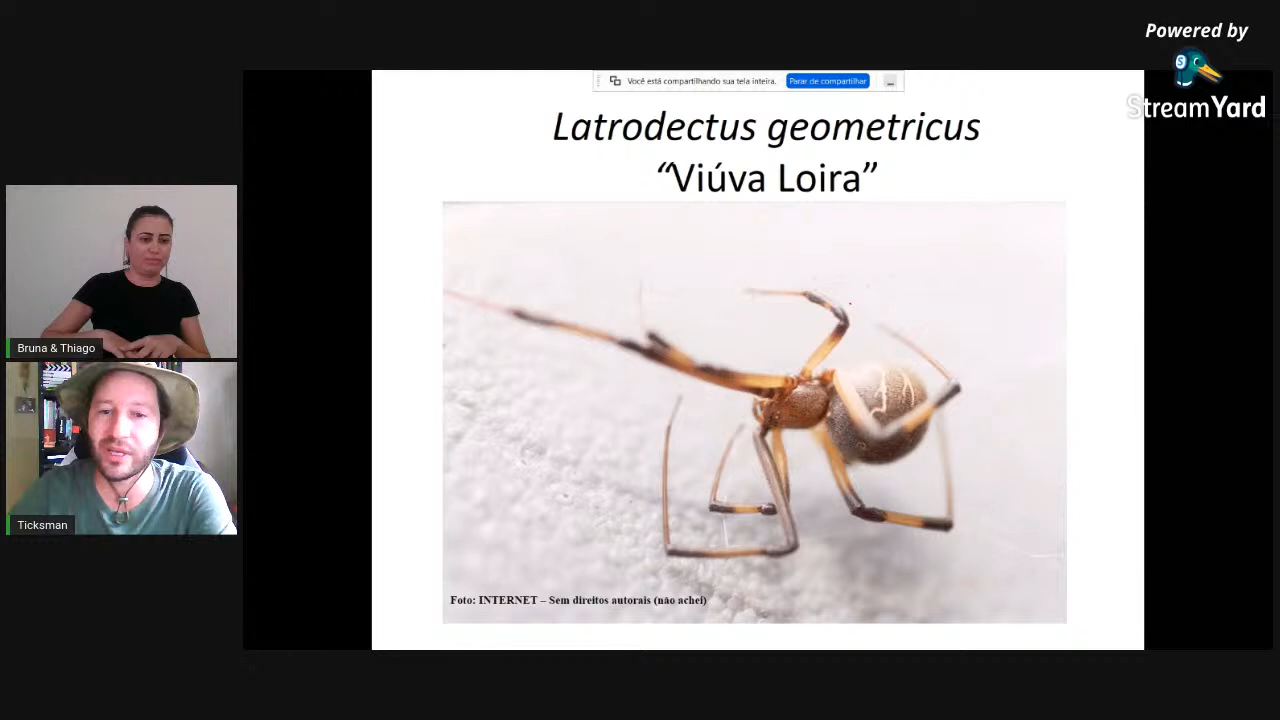 Powered by
StreamYard
Você está compartilhando sua tela inteira. Parar de compartilhar
Latrodectus geometricus
“Viúva Loira”
Foto: INTERNET – Sem direitos autorais (não achei)
Bruna & Thiago
Ticksman